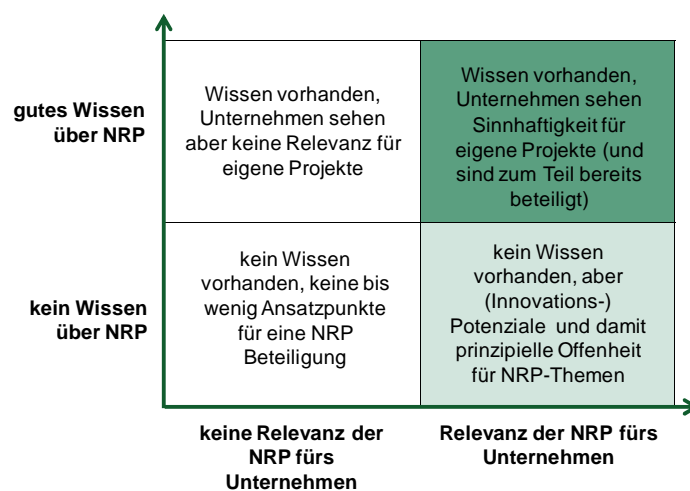 gutes Wissen
über NRP
Wissen vorhanden,
Unternehmen sehen
aber keine Relevanz für
eigene Projekte
Wissen vorhanden,
Unternehmen sehen
Sinnhaftigkeit für
eigene Projekte (und
sind zum Teil bereits
beteiligt)
kein Wissen
über NRP
kein Wissen
vorhanden, keine bis
wenig Ansatzpunkte
für eine NRP
Beteiligung
kein Wissen
vorhanden, aber
(Innovations-)
Potenziale und damit
prinzipielle Offenheit
für NRP-Themen
keine Relevanz der
NRP fürs
Unternehmen
Relevanz der NRP fürs
Unternehmen